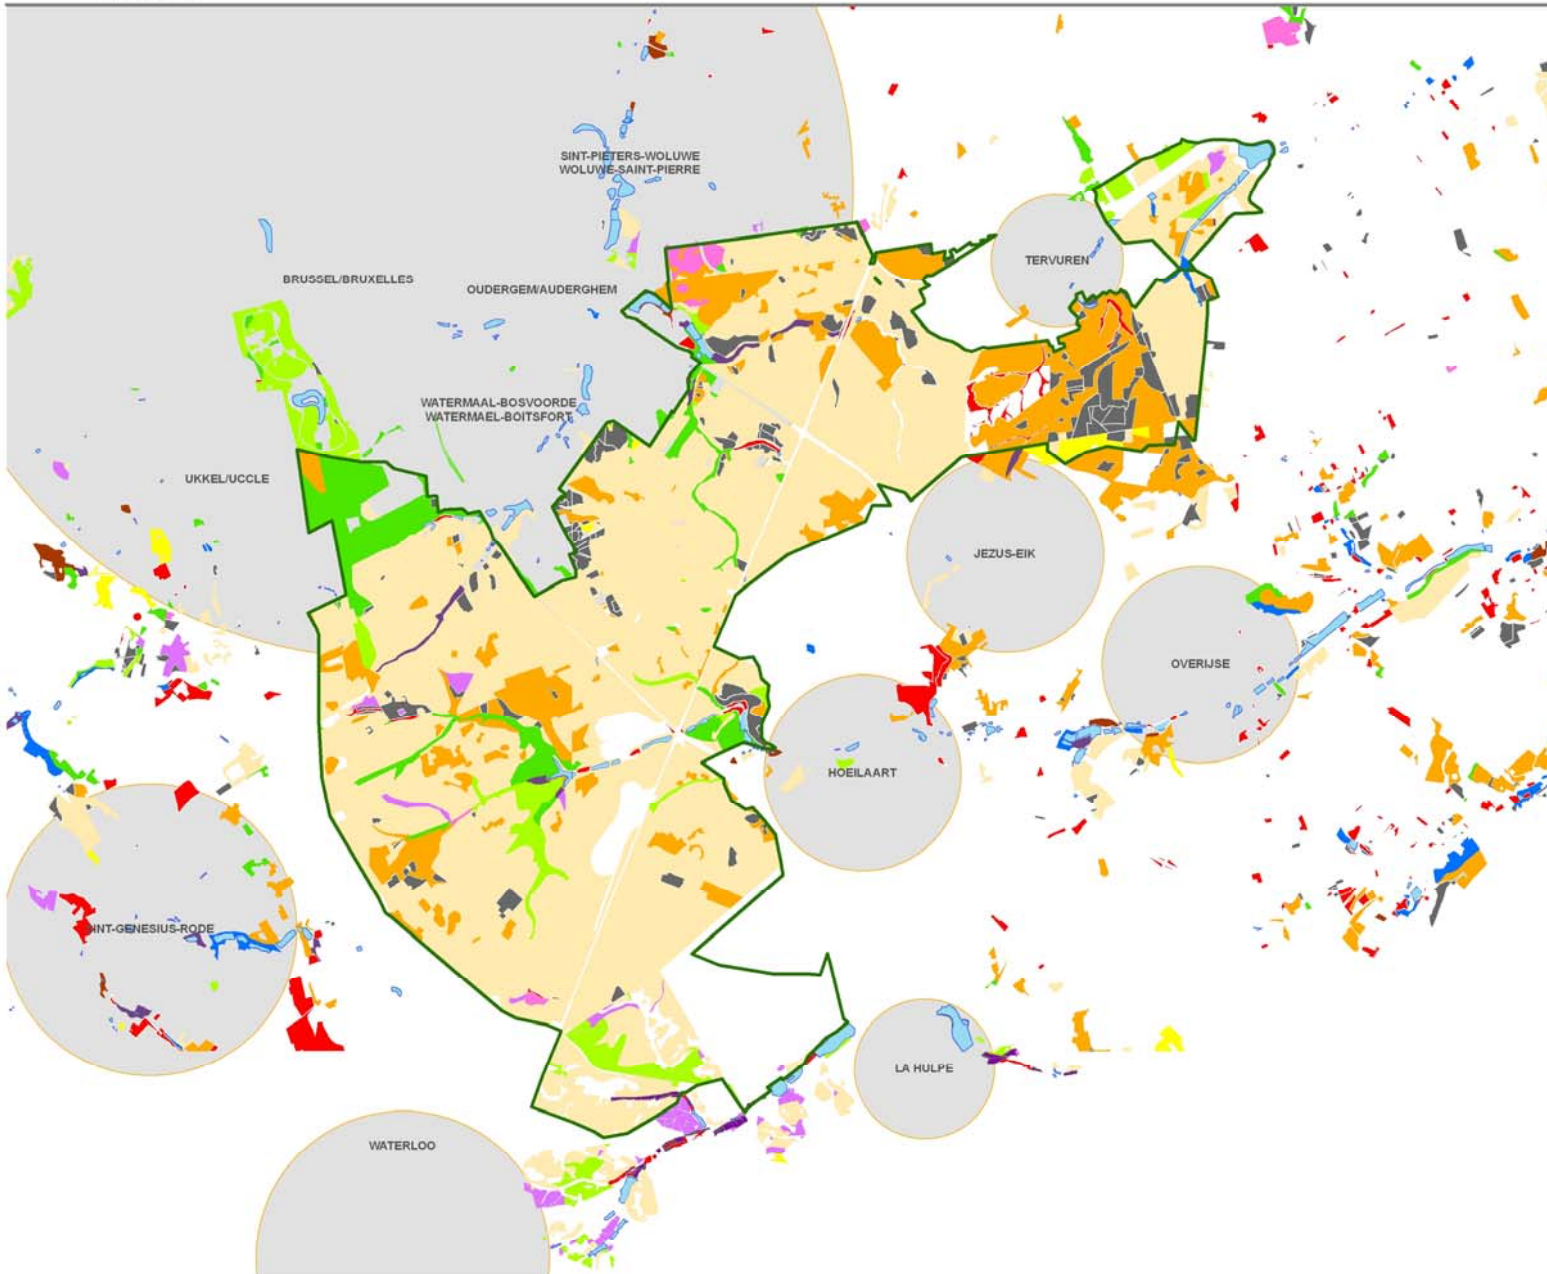 SINT-PIETERS-WOLUWE
WOLUWE-SAINT-PIERRE
TERVUREN
BRUSSEL/BRUXELLES
OUDERGEM/AUDERGHEM
WATERMAAL-BOSVOORDE
WATERMAEL-BOITSFORT
UKKEL/UCCLE
JEZUS-EIK
OVERIJSE
HOEILAART
SINT-GENESIUS-RODE
LA HULPE
WATERLOO